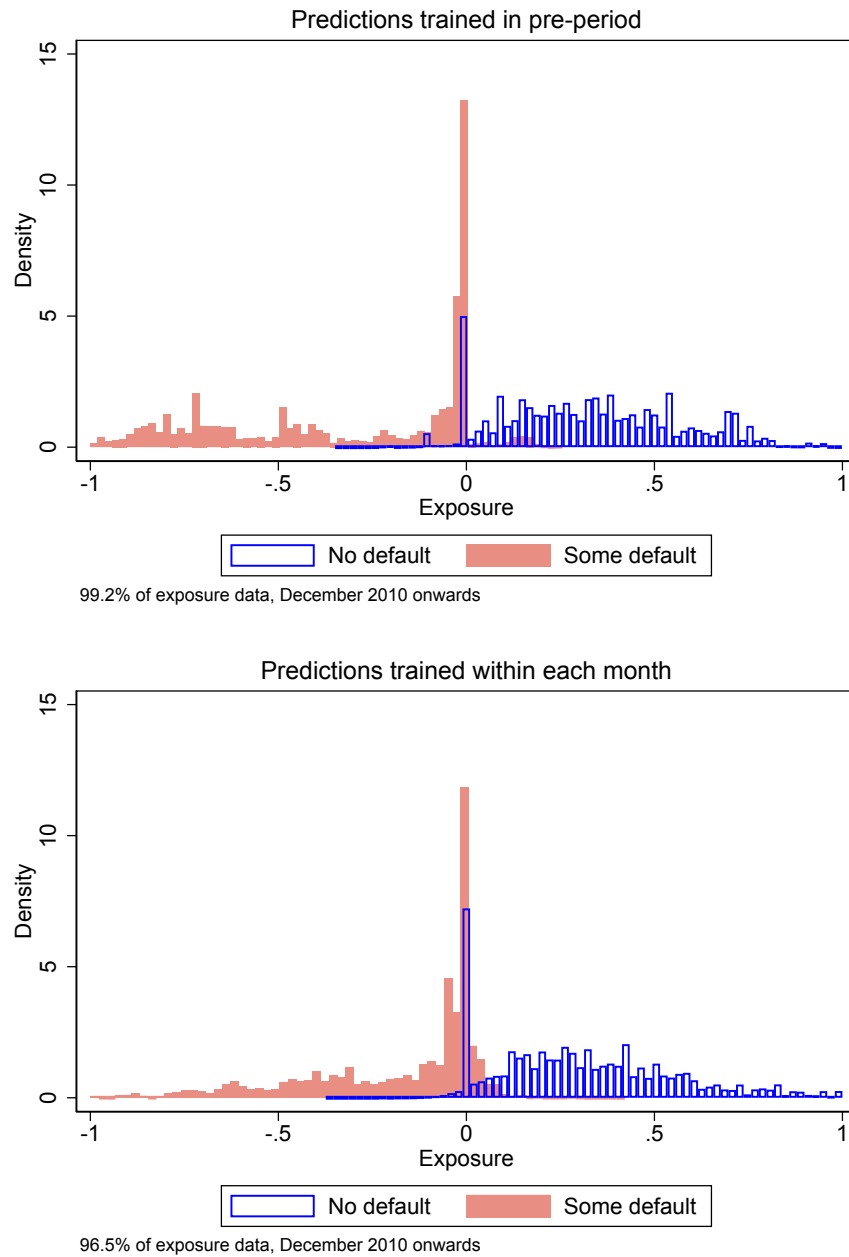 Predictions trained in pre-period
15
10
5
0
Density
-1
-.5
0
.5
1
Exposure
No default
Some default
99.2% of exposure data, December 2010 onwards
Predictions trained within each month
15
10
5
0
Density
-1
-.5
0
.5
1
Exposure
No default
Some default
96.5% of exposure data, December 2010 onwards